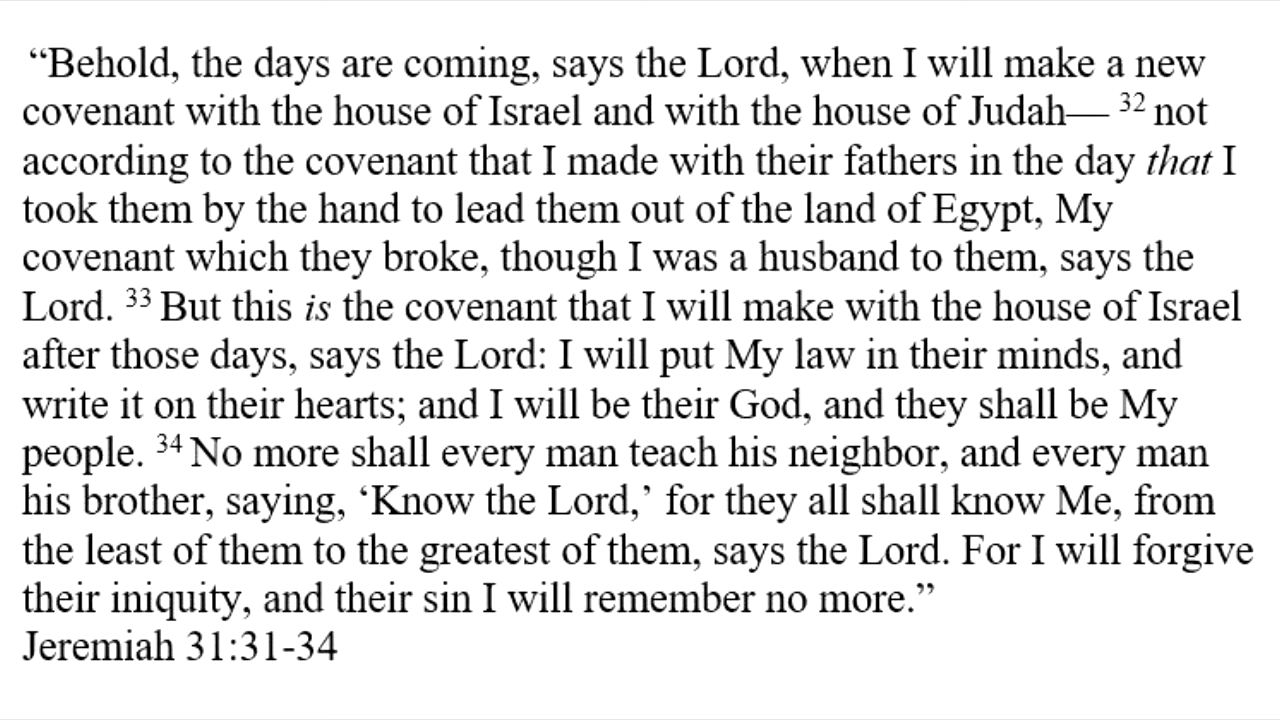 “Behold, the days are coming, says the Lord, when I will make a new
covenant with the house of Israel and with the house of Judah— ³² not
according to the covenant that I made with their fathers in the day that I
took them by the hand to lead them out of the land of Egypt, My
covenant which they broke, though I was a husband to them, says the
Lord. ³³ But this is the covenant that I will make with the house of Israel
after those days, says the Lord: I will put My law in their minds, and
write it on their hearts; and I will be their God, and they shall be My
people. ³⁴ No more shall every man teach his neighbor, and every man
his brother, saying, ‘Know the Lord,’ for they all shall know Me, from
the least of them to the greatest of them, says the Lord. For I will forgive
their iniquity, and their sin I will remember no more.”
Jeremiah 31:31-34